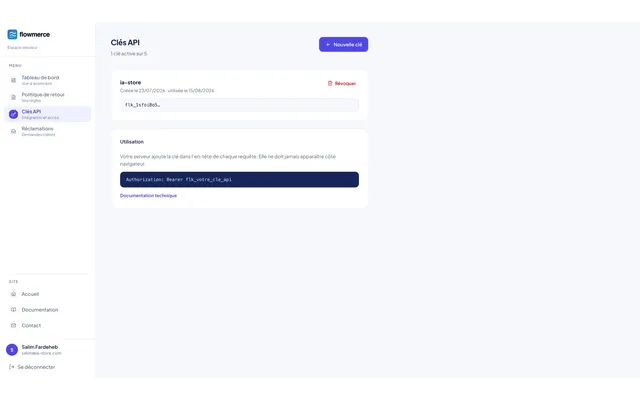 flowmerce
Espace vendeur
MENU
Tableau de bord
Vue d'ensemble
Politique de retour
Vos règles
Clés API
Intégration et accès
Réclamations
Demandes clients
SITE
Accueil
Documentation
Contact
S
Salim Fardeheb
Se déconnecter
Clés API
1 clé active sur 5.
Nouvelle clé
ia-store
Créée le 23/07/2026 · utilisée le 15/08/2026
Révoquer
Utilisation
Votre serveur ajoute la clé dans l'en-tête de chaque requête. Elle ne doit jamais apparaître côté
navigateur.
Authorization: Bearer flk_votre_cle_api
Documentation technique